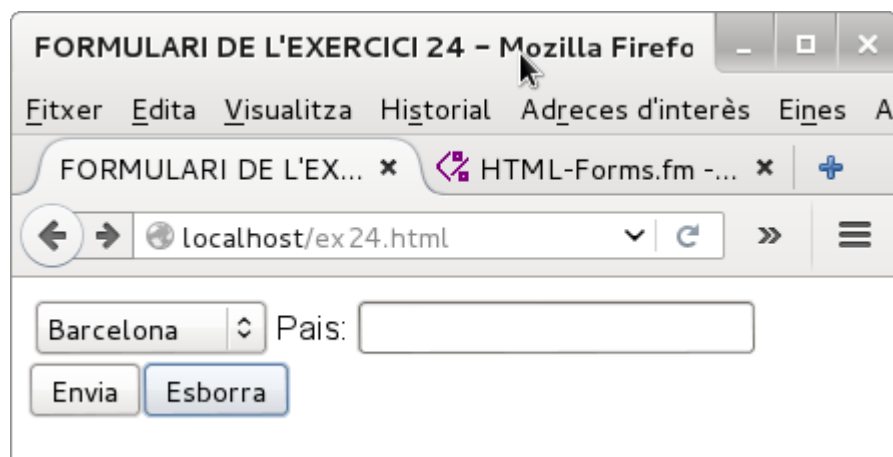 FORMULARI DE L'EXERCICI 24 - Mozilla Firefo
Fitxer Edita Visualitza Historial Adreces d'interès Eines A
FORMULARI DE L'EX... HTML-Forms.fm -...
localhost/ex24.html
Barcelona Pais:
Envia Esborra